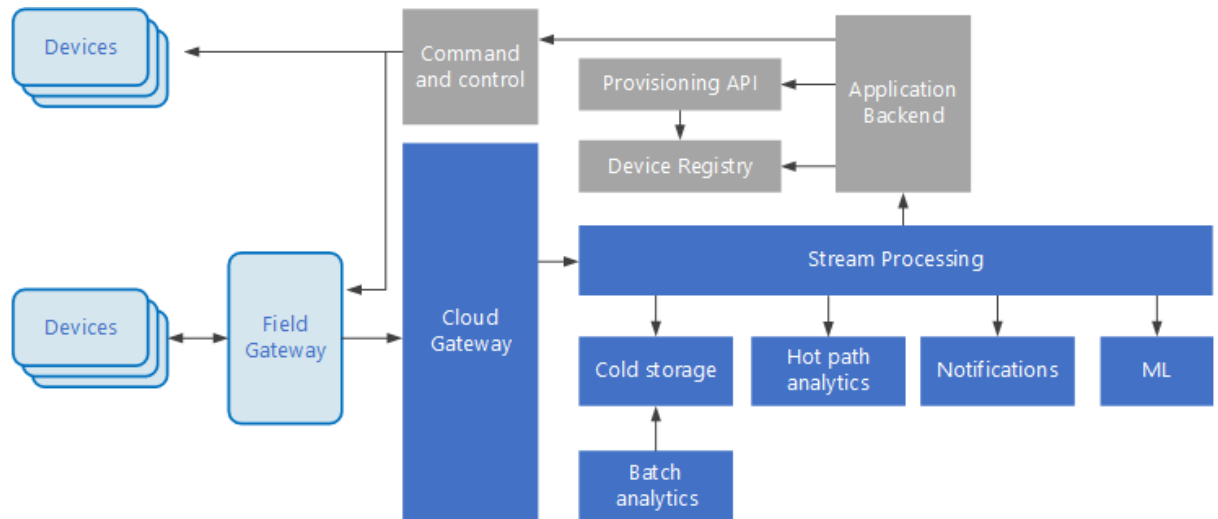 Devices
Command
and control
Provisioning API
Application
Backend
Device Registry
Stream Processing
Devices
Field
Gateway
Cloud
Gateway
Cold storage
Hot path
analytics
Notifications
ML
Batch
analytics